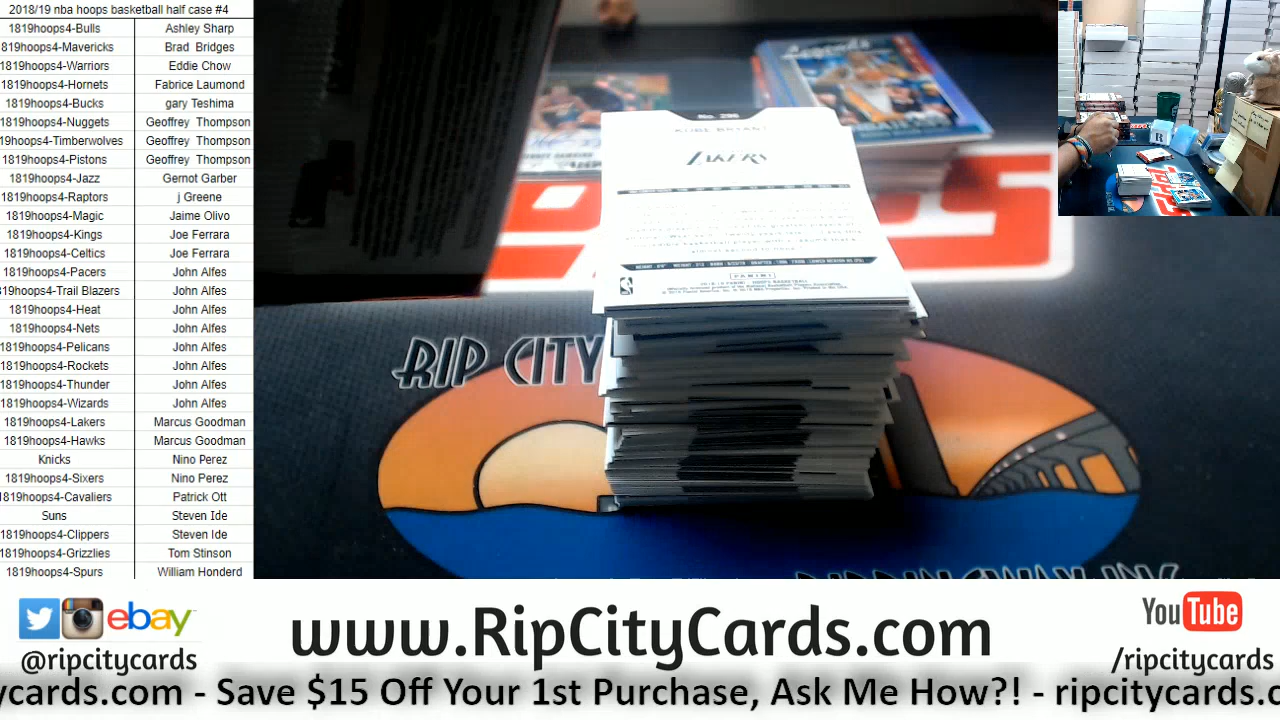 2018/19 nba hoops basketball half case #4
1819hoops4-Bulls Ashley Sharp
819hoops4-Mavericks Brad Bridges
1819hoops4-Warriors Eddie Chow
1819hoops4-Hornets Fabrice Laumond
1819hoops4-Bucks gary Teshima
1819hoops4-Nuggets Geoffrey Thompson
hoops4-Timberwolves Geoffrey Thompson
1819hoops4-Pistons Geoffrey Thompson
1819hoops4-Jazz Gernot Garber
1819hoops4-Raptors j Greene
1819hoops4-Magic Jaime Olivo
1819hoops4-Kings Joe Ferrara
1819hoops4-Celtics Joe Ferrara
1819hoops4-Pacers John Alfes
John Alfes
1819hoops4-Heat John Alfes
1819hoops4-Nets John Alfes
1819hoops4-Pelicans John Alfes
1819hoops4-Rockets John Alfes
1819hoops4-Thunder John Alfes
1819hoops4-Wizards John Alfes
1819hoops4-Lakers Marcus Goodman
1819hoops4-Hawks Marcus Goodman
Knicks Nino Perez
1819hoops4-Sixers Nino Perez
1819hoops4-Cavaliers Patrick Ott
Suns Steven Ide
1819hoops4-Clippers Steven Ide
1819hoops4-Grizzlies Tom Stinson
1819hoops4-Spurs William Honderd
Legends
No. 296
KOBE BRYANT
LAKERS
PANINI
RIP CITY
ebay
@ripcitycards
www.RipCityCards.com
YouTube
/ripcitycards
ycards.com - Save $15 Off Your 1st Purchase, Ask Me How?! - ripcitycards.c